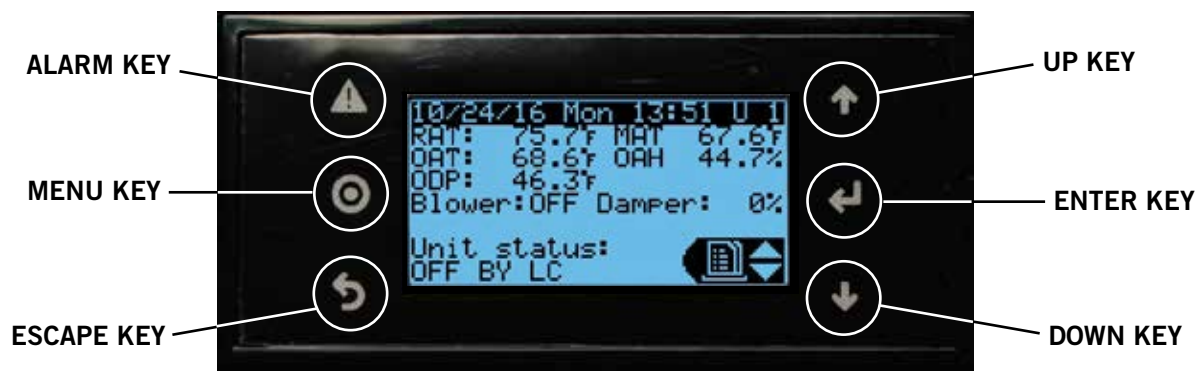 ALARM KEY
MENU KEY
ESCAPE KEY
10/24/16 Mon 13:51 U 1
RAT: 75.7°F MAT 67.6°F
OAT: 68.6°F OAH 44.7%
ODP: 46.3°F
Blower:OFF Damper: 0%
Unit status:
OFF BY LC
UP KEY
ENTER KEY
DOWN KEY